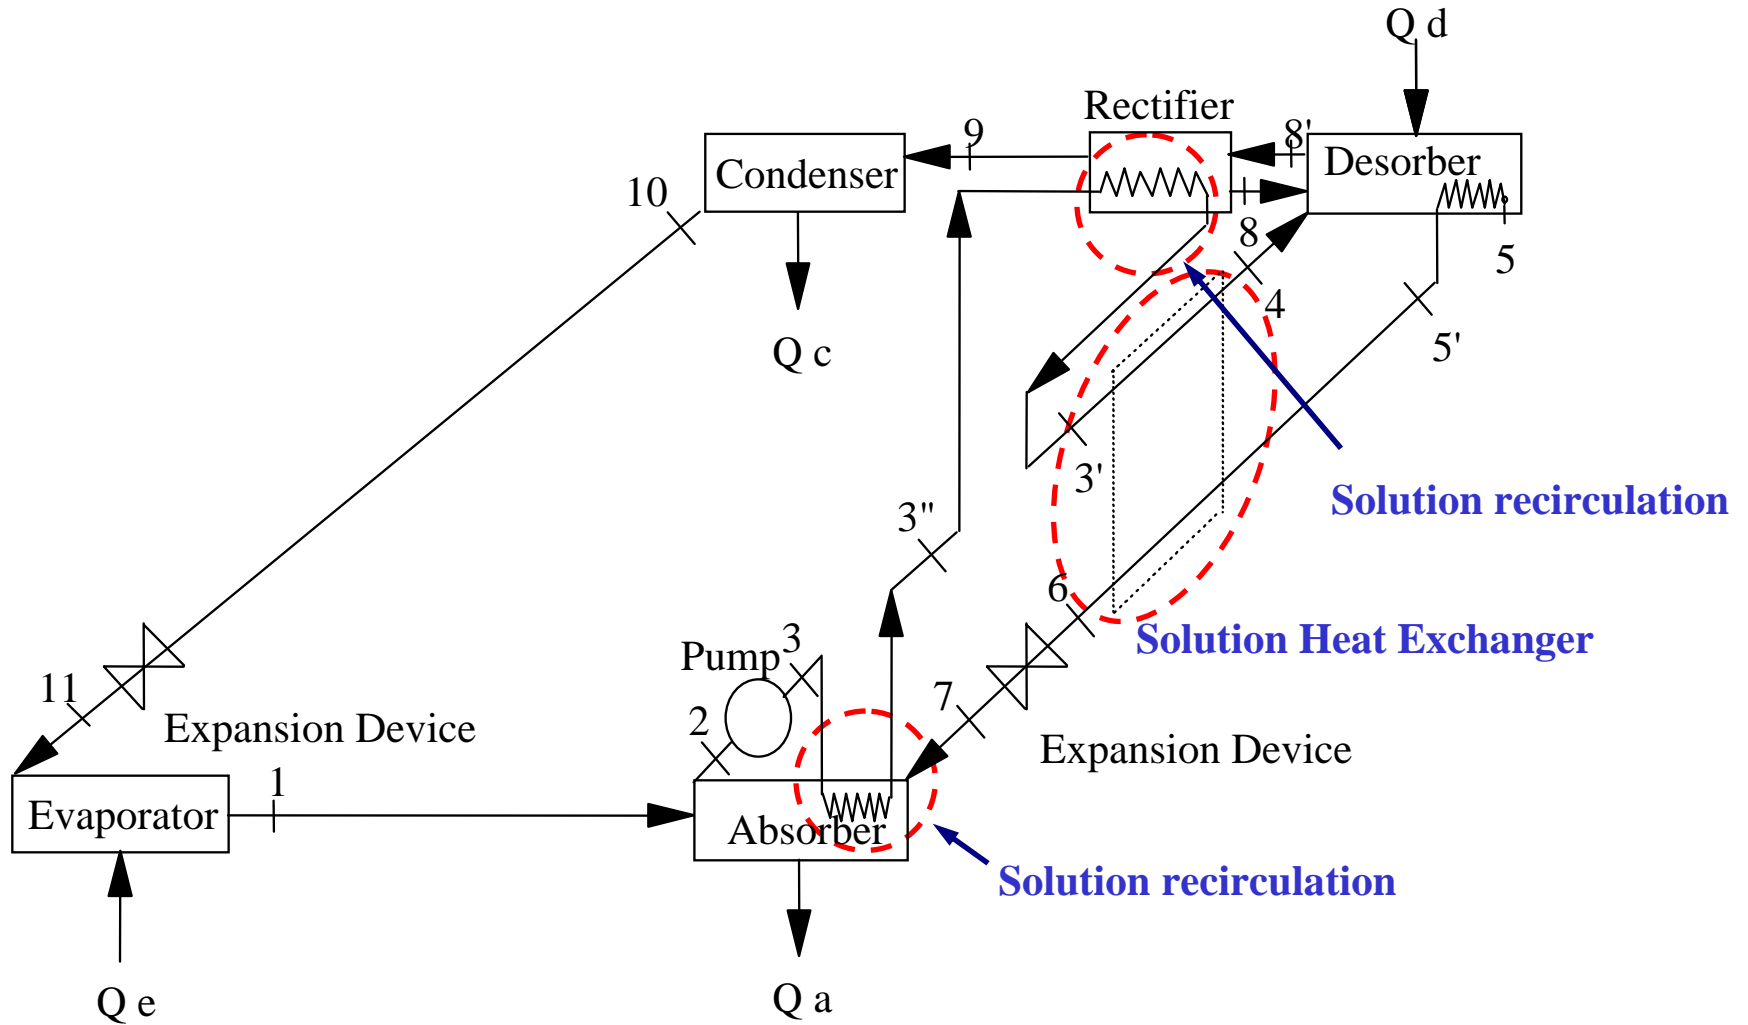 Q d
Rectifier
9
8'
Condenser
Desorber
10
8
5
4
5'
Q c
3'
Solution recirculation
3"
6
Solution Heat Exchanger
3
Pump
11
2
7
Expansion Device
Expansion Device
1
Evaporator
Absorber
Solution recirculation
Q e
Q a